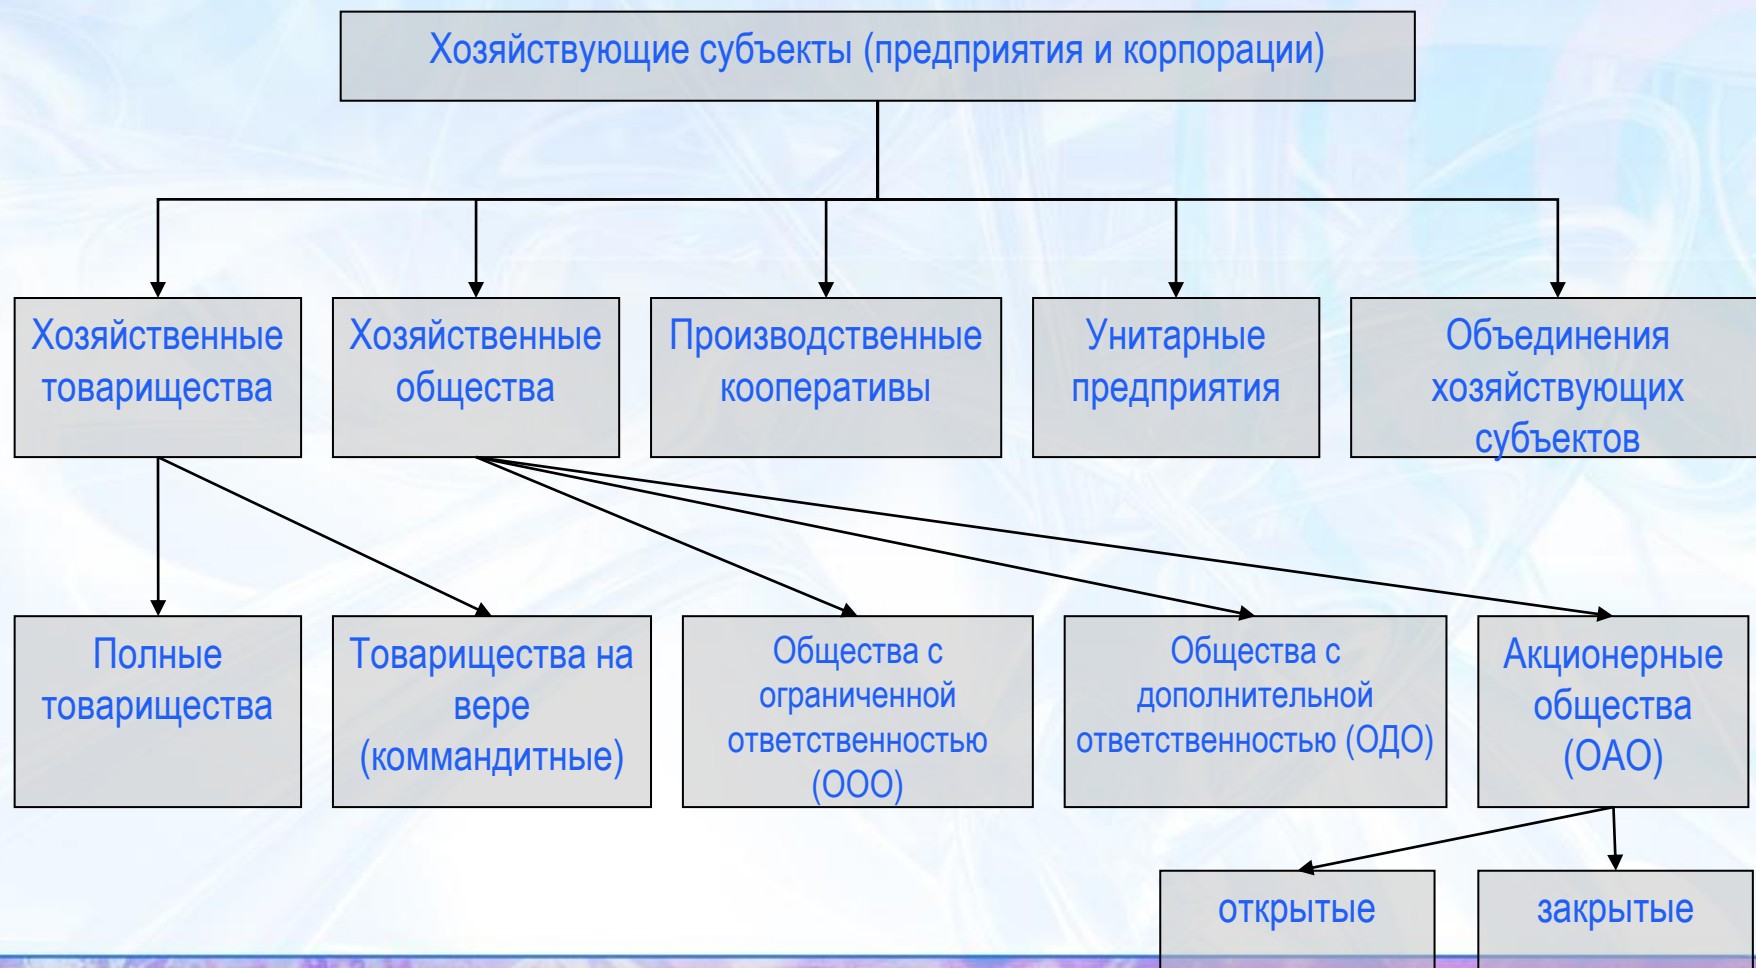 Хозяйствующие субъекты (предприятия и корпорации)
Хозяйственные
товарищества
Хозяйственные
общества
Производственные
кооперативы
Унитарные
предприятия
Объединения
хозяйствующих
субъектов
Полные
товарищества
Товарищества на
вере
(коммандитные)
Общества с
ограниченной
ответственностью
(ООО)
Общества с
дополнительной
ответственностью (ОДО)
Акционерные
общества
(ОАО)
открытые
закрытые